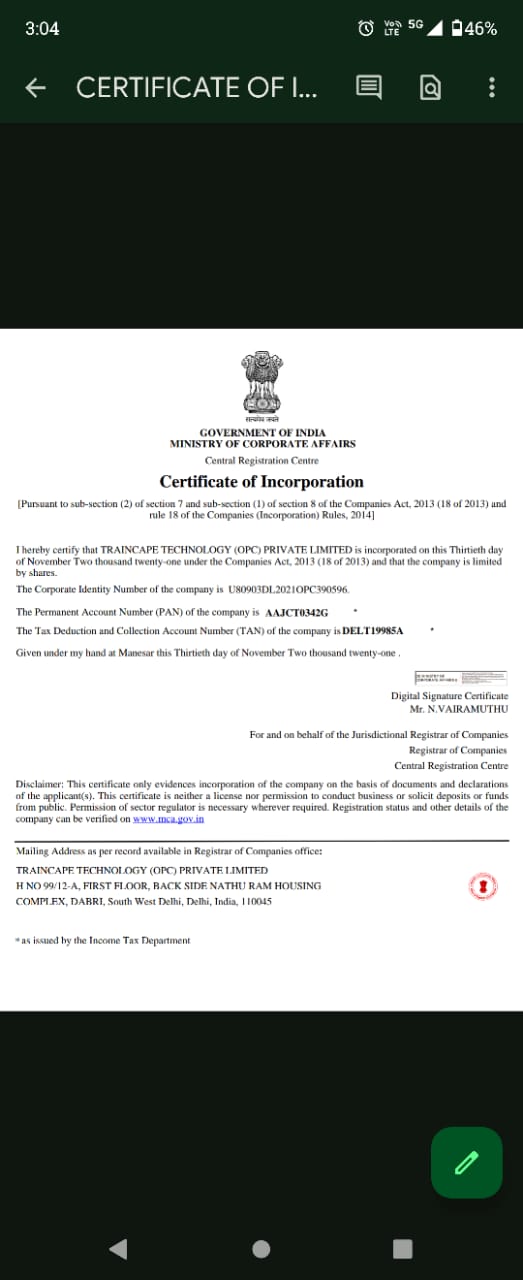 3:04
Vo))
LTE
5G
46%
CERTIFICATE OF I...
सत्यमेव जयते
GOVERNMENT OF INDIA
MINISTRY OF CORPORATE AFFAIRS
Central Registration Centre
Certificate of Incorporation
[Pursuant to sub-section (2) of section 7 and sub-section (1) of section 8 of the Companies Act, 2013 (18 of 2013) and
rule 18 of the Companies (Incorporation) Rules, 2014]
I hereby certify that TRAINCAPE TECHNOLOGY (OPC) PRIVATE LIMITED is incorporated on this Thirtieth day
of November Two thousand twenty-one under the Companies Act, 2013 (18 of 2013) and that the company is limited
by shares.
The Corporate Identity Number of the company is U80903DL2021OPC390596.
The Permanent Account Number (PAN) of the company is AAJCT0342G *
The Tax Deduction and Collection Account Number (TAN) of the company is DELT19985A *
Given under my hand at Manesar this Thirtieth day of November Two thousand twenty-one .
Digital Signature Certificate
Mr. N.VAIRAMUTHU
For and on behalf of the Jurisdictional Registrar of Companies
Registrar of Companies
Central Registration Centre
Disclaimer: This certificate only evidences incorporation of the company on the basis of documents and declarations
of the applicant(s). This certificate is neither a license nor permission to conduct business or solicit deposits or funds
from public. Permission of sector regulator is necessary wherever required. Registration status and other details of the
company can be verified on www.mca.gov.in
Mailing Address as per record available in Registrar of Companies office:
TRAINCAPE TECHNOLOGY (OPC) PRIVATE LIMITED
H NO 99/12-A, FIRST FLOOR, BACK SIDE NATHU RAM HOUSING
COMPLEX, DABRI, South West Delhi, Delhi, India, 110045
* as issued by the Income Tax Department